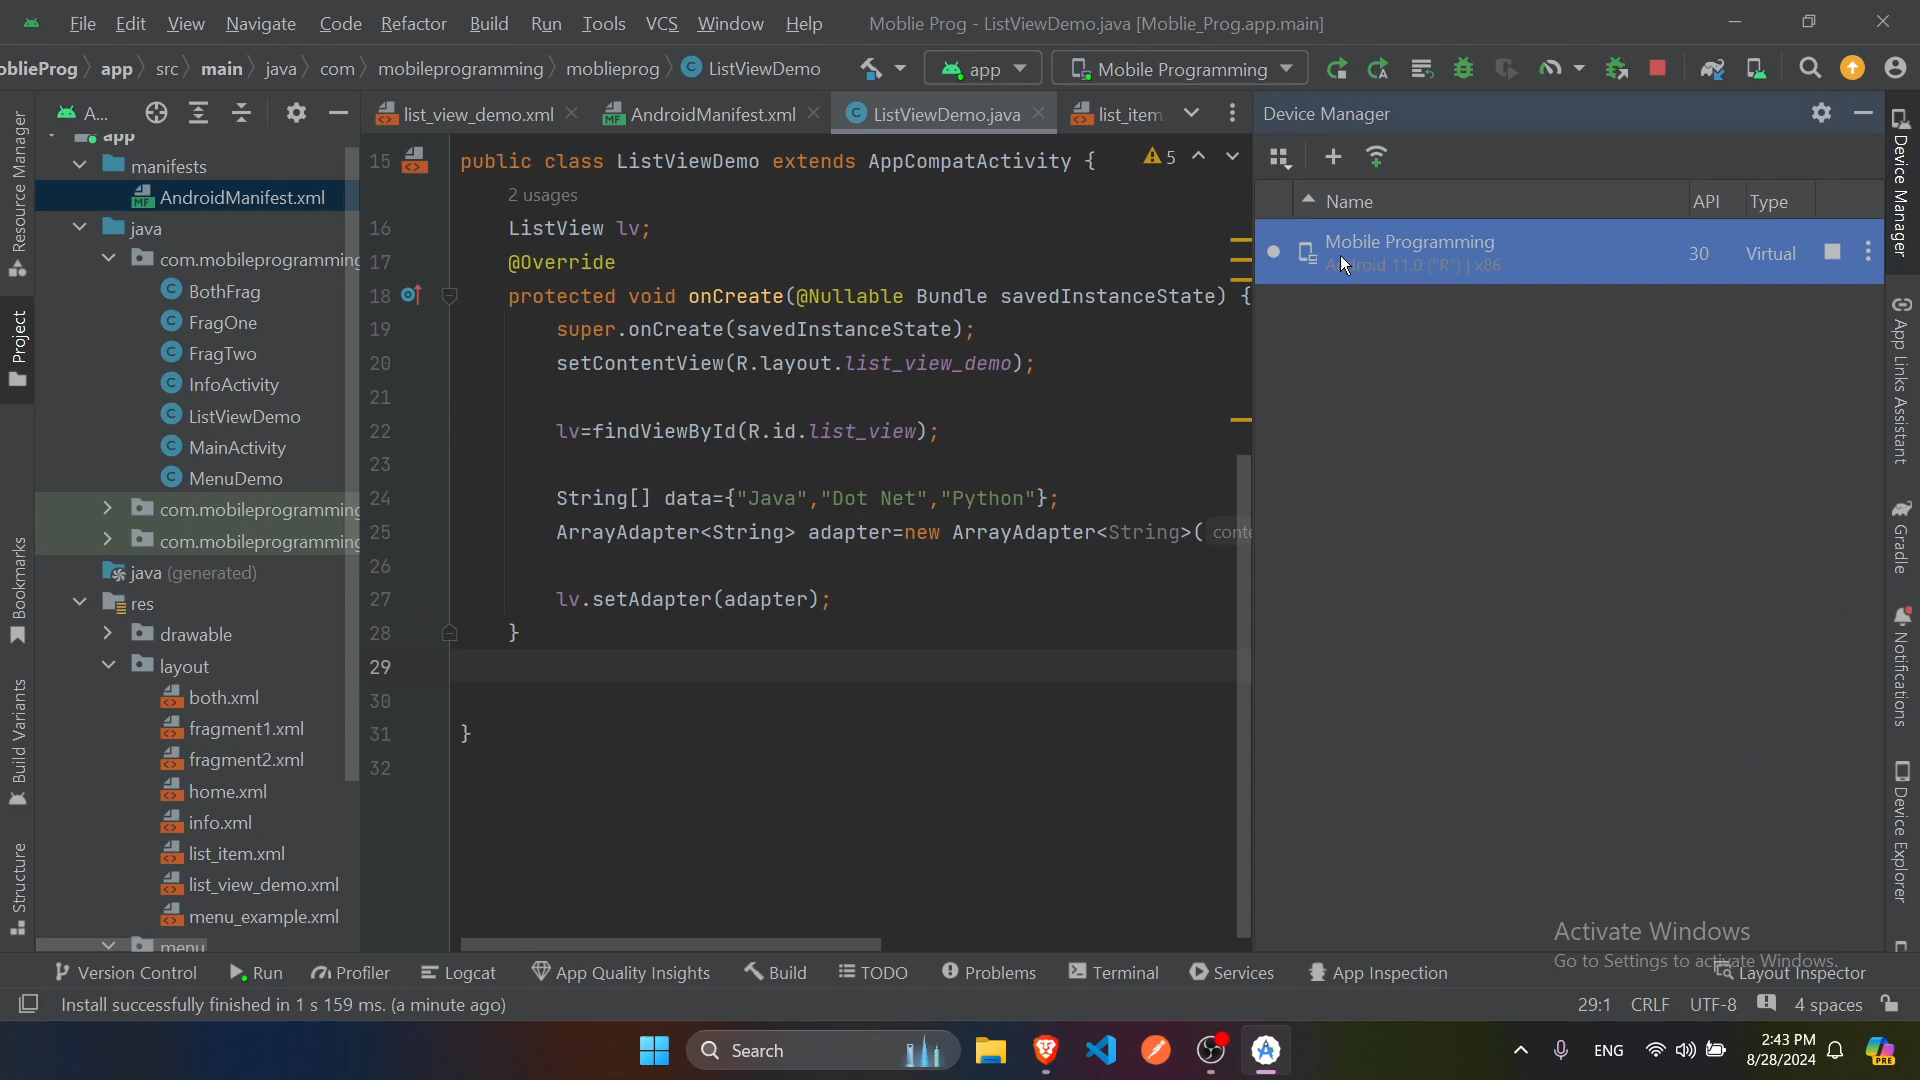 File Edit View Navigate Code Refactor Build Run Tools VCS Window Help Moblie Prog - ListViewDemo.java [Moblie_Prog.app.main]
oblieProg app src main java com mobileprogramming moblieprog ListViewDemo app Mobile Programming
A... list_view_demo.xml AndroidManifest.xml ListViewDemo.java list_item Device Manager
Resource Manager
Project
Bookmarks
Build Variants
Structure
app
manifests
AndroidManifest.xml
java
com.mobileprogramming
BothFrag
FragOne
FragTwo
InfoActivity
ListViewDemo
MainActivity
MenuDemo
com.mobileprogramming
com.mobileprogramming
java (generated)
res
drawable
layout
both.xml
fragment1.xml
fragment2.xml
home.xml
info.xml
list_item.xml
list_view_demo.xml
menu_example.xml
menu
15 public class ListViewDemo extends AppCompatActivity { 5
2 usages
16 ListView lv;
17 @Override
18 protected void onCreate(@Nullable Bundle savedInstanceState) {
19 super.onCreate(savedInstanceState);
20 setContentView(R.layout.list_view_demo);
21
22 lv=findViewById(R.id.list_view);
23
24 String[] data={"Java","Dot Net","Python"};
25 ArrayAdapter<String> adapter=new ArrayAdapter<String>( conte
26
27 lv.setAdapter(adapter);
28 }
29
30
31 }
32
Name API Type
Mobile Programming 30 Virtual
Android 11.0 ("R") | x86
Device Manager
App Links Assistant
Gradle
Notifications
Device Explorer
Activate Windows
Go to Settings to activate Windows.
Version Control Run Profiler Logcat App Quality Insights Build TODO Problems Terminal Services App Inspection Layout Inspector
Install successfully finished in 1 s 159 ms. (a minute ago) 29:1 CRLF UTF-8 4 spaces
Search ENG 2:43 PM
8/28/2024
PRE